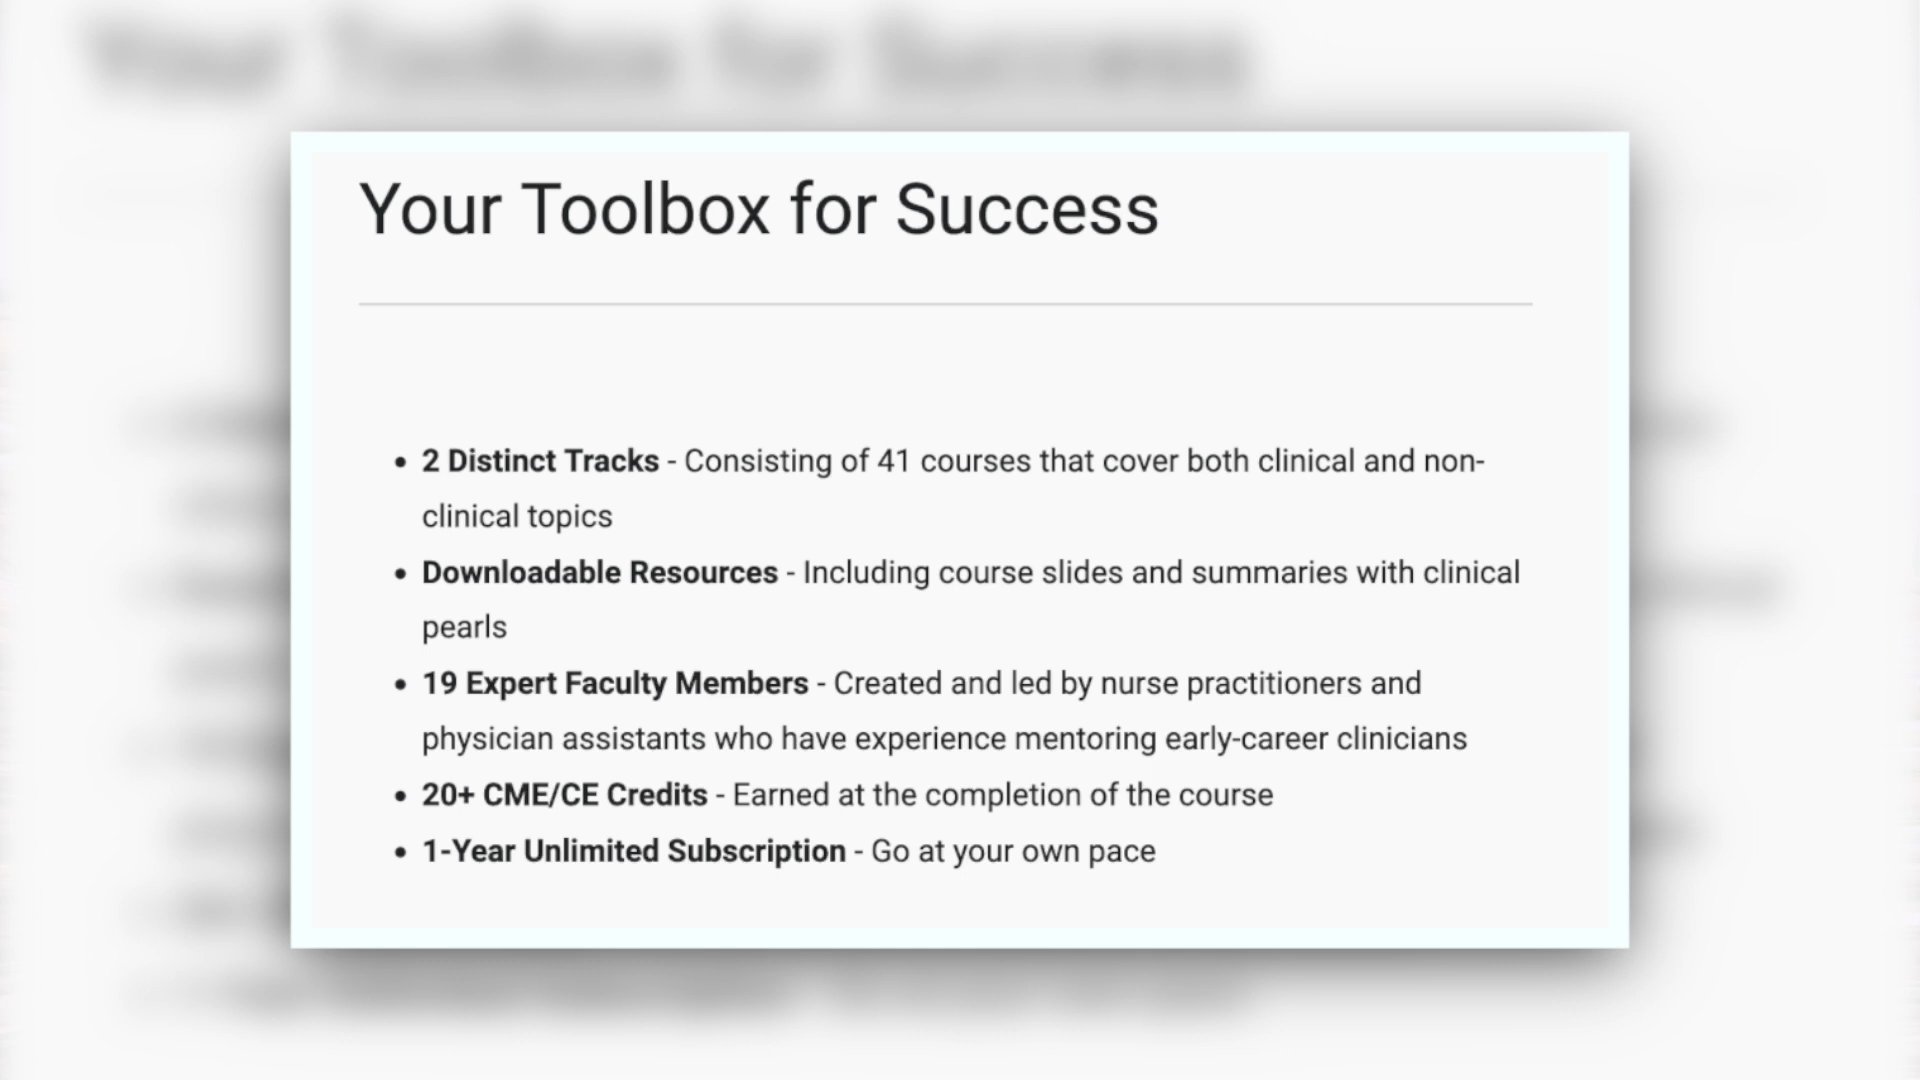 Your Toolbox for Success
• 2 Distinct Tracks - Consisting of 41 courses that cover both clinical and non-
clinical topics
• Downloadable Resources - Including course slides and summaries with clinical
pearls
• 19 Expert Faculty Members - Created and led by nurse practitioners and
physician assistants who have experience mentoring early-career clinicians
• 20+ CME/CE Credits - Earned at the completion of the course
• 1-Year Unlimited Subscription - Go at your own pace